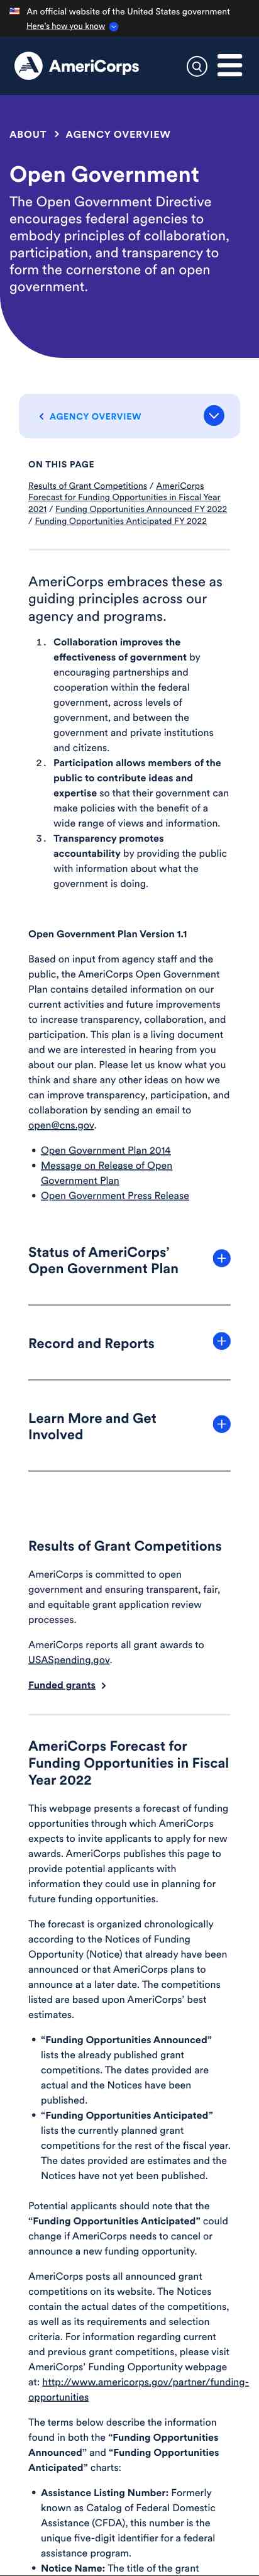 An official website of the United States government
Here's how you know
AmeriCorps
ABOUT > AGENCY OVERVIEW
Open Government
The Open Government Directive
encourages federal agencies to
embody principles of collaboration,
participation, and transparency to
form the cornerstone of an open
government.
< AGENCY OVERVIEW
ON THIS PAGE
Results of Grant Competitions / AmeriCorps
Forecast for Funding Opportunities in Fiscal Year
2021 / Funding Opportunities Announced FY 2022
/ Funding Opportunities Anticipated FY 2022
AmeriCorps embraces these as
guiding principles across our
agency and programs.
1. Collaboration improves the
effectiveness of government by
encouraging partnerships and
cooperation within the federal
government, across levels of
government, and between the
government and private institutions
and citizens.
2. Participation allows members of the
public to contribute ideas and
expertise so that their government can
make policies with the benefit of a
wide range of views and information.
3. Transparency promotes
accountability by providing the public
with information about what the
government is doing.
Open Government Plan Version 1.1
Based on input from agency staff and the
public, the AmeriCorps Open Government
Plan contains detailed information on our
current activities and future improvements
to increase transparency, collaboration, and
participation. This plan is a living document
and we are interested in hearing from you
about our plan. Please let us know what you
think and share any other ideas on how we
can improve transparency, participation, and
collaboration by sending an email to
open@cns.gov.
• Open Government Plan 2014
• Message on Release of Open
Government Plan
• Open Government Press Release
Status of AmeriCorps'
Open Government Plan
Record and Reports
Learn More and Get
Involved
Results of Grant Competitions
AmeriCorps is committed to open
government and ensuring transparent, fair,
and equitable grant application review
processes.
AmeriCorps reports all grant awards to
USASpending.gov.
Funded grants >
AmeriCorps Forecast for
Funding Opportunities in Fiscal
Year 2022
This webpage presents a forecast of funding
opportunities through which AmeriCorps
expects to invite applicants to apply for new
awards. AmeriCorps publishes this page to
provide potential applicants with
information they could use in planning for
future funding opportunities.
The forecast is organized chronologically
according to the Notices of Funding
Opportunity (Notice) that already have been
announced or that AmeriCorps plans to
announce at a later date. The competitions
listed are based upon AmeriCorps' best
estimates.
• “Funding Opportunities Announced”
lists the already published grant
competitions. The dates provided are
actual and the Notices have been
published.
• “Funding Opportunities Anticipated”
lists the currently planned grant
competitions for the rest of the fiscal year.
The dates provided are estimates and the
Notices have not yet been published.
Potential applicants should note that the
“Funding Opportunities Anticipated” could
change if AmeriCorps needs to cancel or
announce a new funding opportunity.
AmeriCorps posts all announced grant
competitions on its website. The Notices
contain the actual dates of the competitions,
as well as its requirements and selection
criteria. For information regarding current
and previous grant competitions, please visit
AmeriCorps' Funding Opportunity webpage
at: http://www.americorps.gov/partner/funding-
opportunities
The terms below describe the information
found in both the “Funding Opportunities
Announced” and “Funding Opportunities
Anticipated” charts:
• Assistance Listing Number: Formerly
known as Catalog of Federal Domestic
Assistance (CFDA), this number is the
unique five-digit identifier for a federal
assistance program.
• Notice Name: The title of the grant